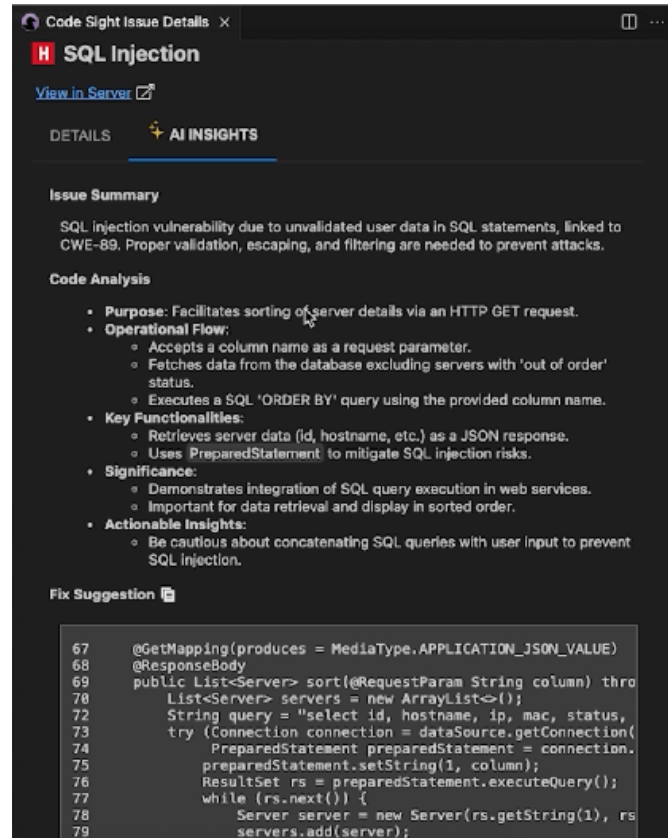 Code Sight Issue Details ×
H SQL Injection
View in Server
DETAILS AI INSIGHTS
Issue Summary
SQL injection vulnerability due to unvalidated user data in SQL statements, linked to
CWE-89. Proper validation, escaping, and filtering are needed to prevent attacks.
Code Analysis
• Purpose: Facilitates sorting of server details via an HTTP GET request.
• Operational Flow:
◦ Accepts a column name as a request parameter.
◦ Fetches data from the database excluding servers with 'out of order'
status.
◦ Executes a SQL 'ORDER BY' query using the provided column name.
• Key Functionalities:
◦ Retrieves server data (id, hostname, etc.) as a JSON response.
◦ Uses PreparedStatement to mitigate SQL injection risks.
• Significance:
◦ Demonstrates integration of SQL query execution in web services.
◦ Important for data retrieval and display in sorted order.
• Actionable Insights:
◦ Be cautious about concatenating SQL queries with user input to prevent
SQL injection.
Fix Suggestion
67 @GetMapping(produces = MediaType.APPLICATION_JSON_VALUE)
68 @ResponseBody
69 public List<Server> sort(@RequestParam String column) thro
70 List<Server> servers = new ArrayList<>();
72 String query = "select id, hostname, ip, mac, status,
73 try (Connection connection = dataSource.getConnection(
74 PreparedStatement preparedStatement = connection.
75 preparedStatement.setString(1, column);
76 ResultSet rs = preparedStatement.executeQuery();
77 while (rs.next()) {
78 Server server = new Server(rs.getString(1), rs
79 servers.add(server);